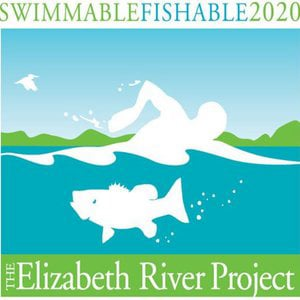 SWIMMABLEFISHABLE2020
THE Elizabeth River Project